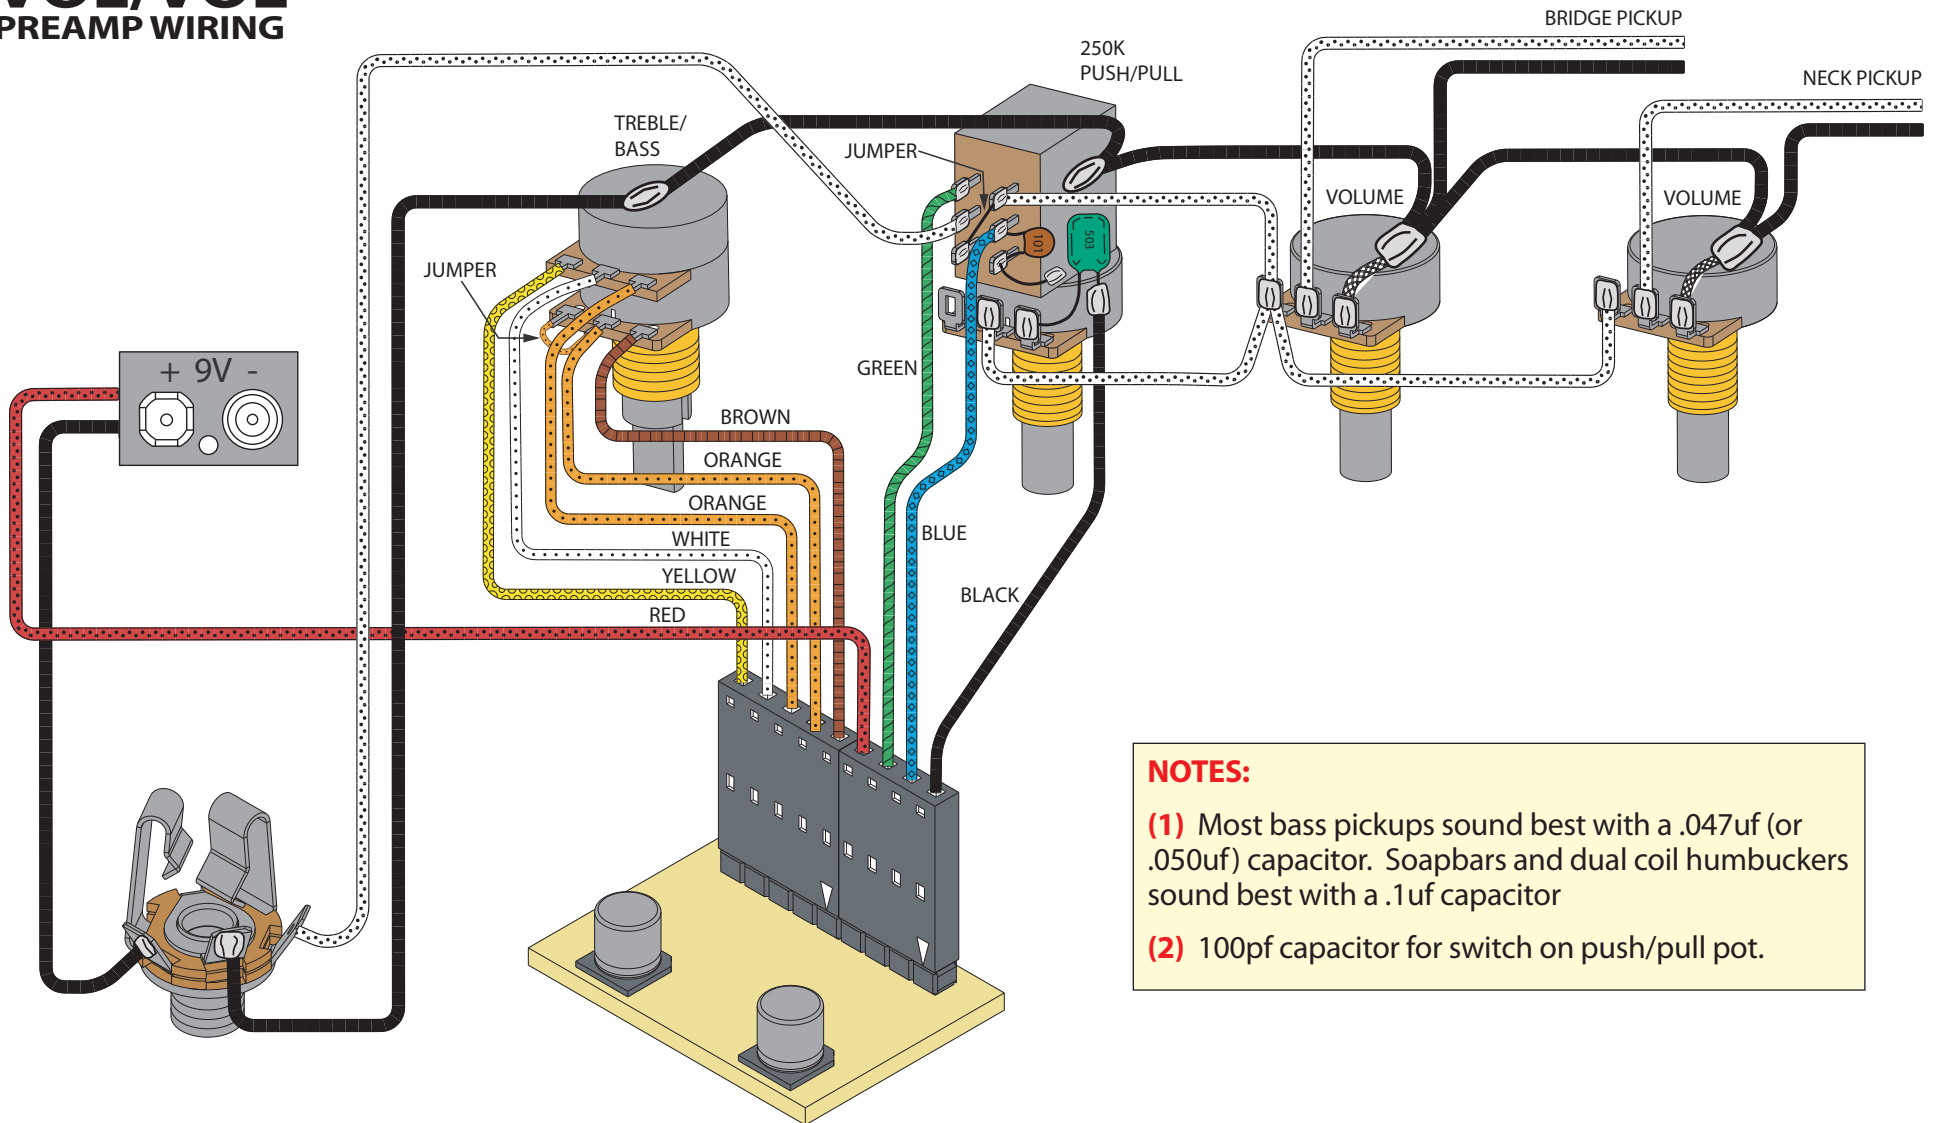 PREAMP WIRING
BRIDGE PICKUP
250K
PUSH/PULL
NECK PICKUP
TREBLE/
BASS
JUMPER
VOLUME
VOLUME
101
503
JUMPER
GREEN
+ 9V -
BROWN
ORANGE
ORANGE
BLUE
WHITE
YELLOW
BLACK
RED
NOTES:
(1) Most bass pickups sound best with a .047uf (or
.050uf) capacitor. Soapbars and dual coil humbuckers
sound best with a .1uf capacitor
(2) 100pf capacitor for switch on push/pull pot.